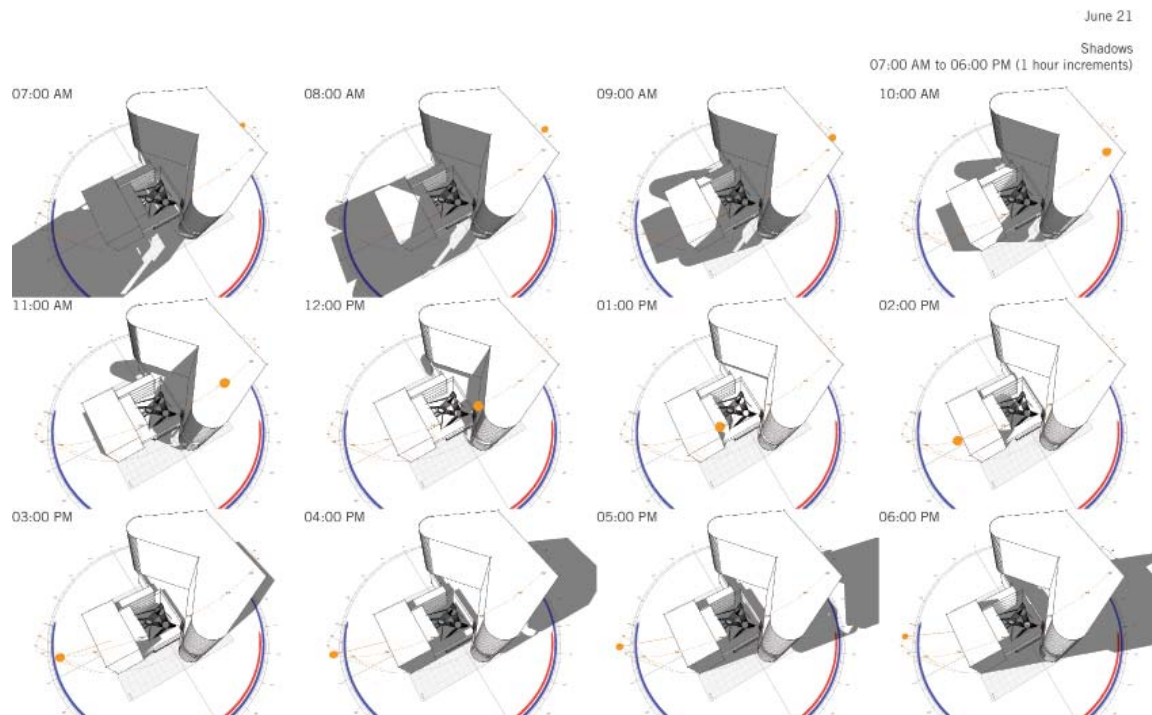 June 21
Shadows
07:00 AM to 06:00 PM (1 hour increments)
07:00 AM
08:00 AM
09:00 AM
10:00 AM
11:00 AM
12:00 PM
01:00 PM
02:00 PM
03:00 PM
04:00 PM
05:00 PM
06:00 PM